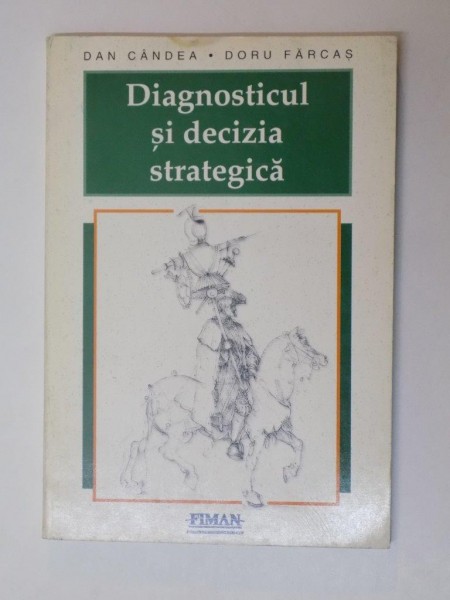 DAN CÂNDEA • DORU FĂRCAȘ
Diagnosticul
și decizia
strategică
FIMAN